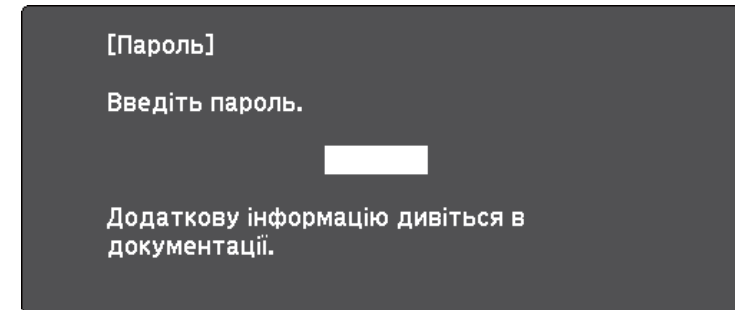 [Пароль]
Введіть пароль.
Додаткову інформацію дивіться в
документації.